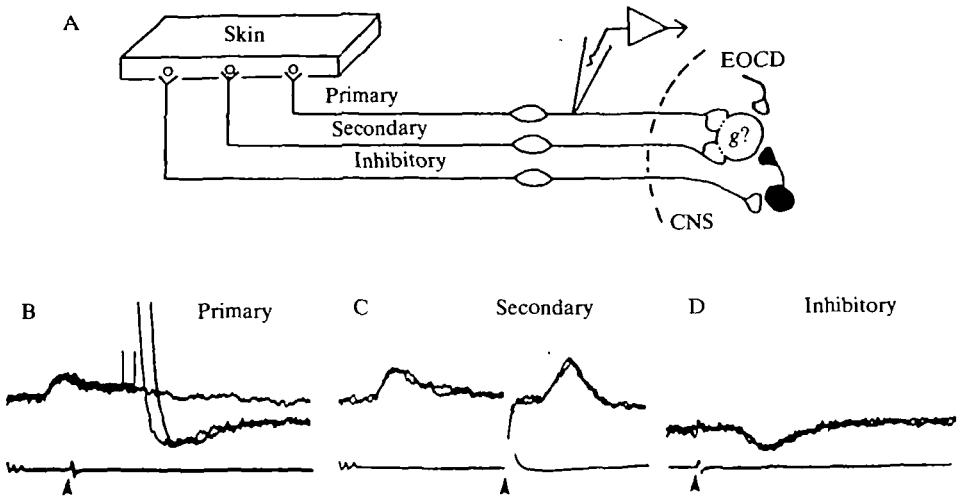 A
Skin
EOCD
Primary
Secondary
g?
Inhibitory
CNS
B Primary
C Secondary
D Inhibitory